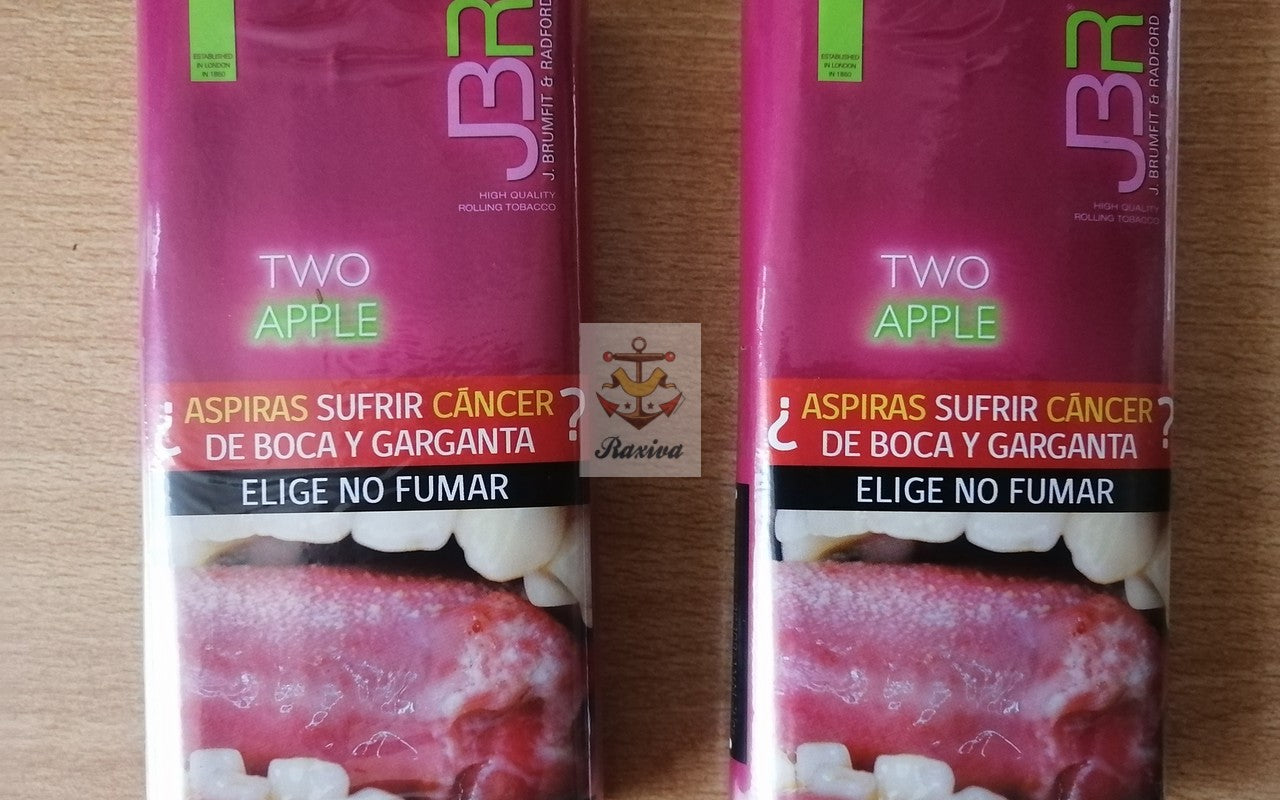 ESTABLISHED
IN LONDON
IN 1860
JBR
J. BRUMFIT & RADFORD
HIGH QUALITY
ROLLING TOBACCO
TWO
APPLE
¿ASPIRAS SUFRIR CÁNCER
DE BOCA Y GARGANTA?
ELIGE NO FUMAR
Raxiva
ESTABLISHED
IN LONDON
IN 1860
JBR
J. BRUMFIT & RADFORD
HIGH QUALITY
ROLLING TOBACCO
TWO
APPLE
¿ASPIRAS SUFRIR CÁNCER
DE BOCA Y GARGANTA?
ELIGE NO FUMAR